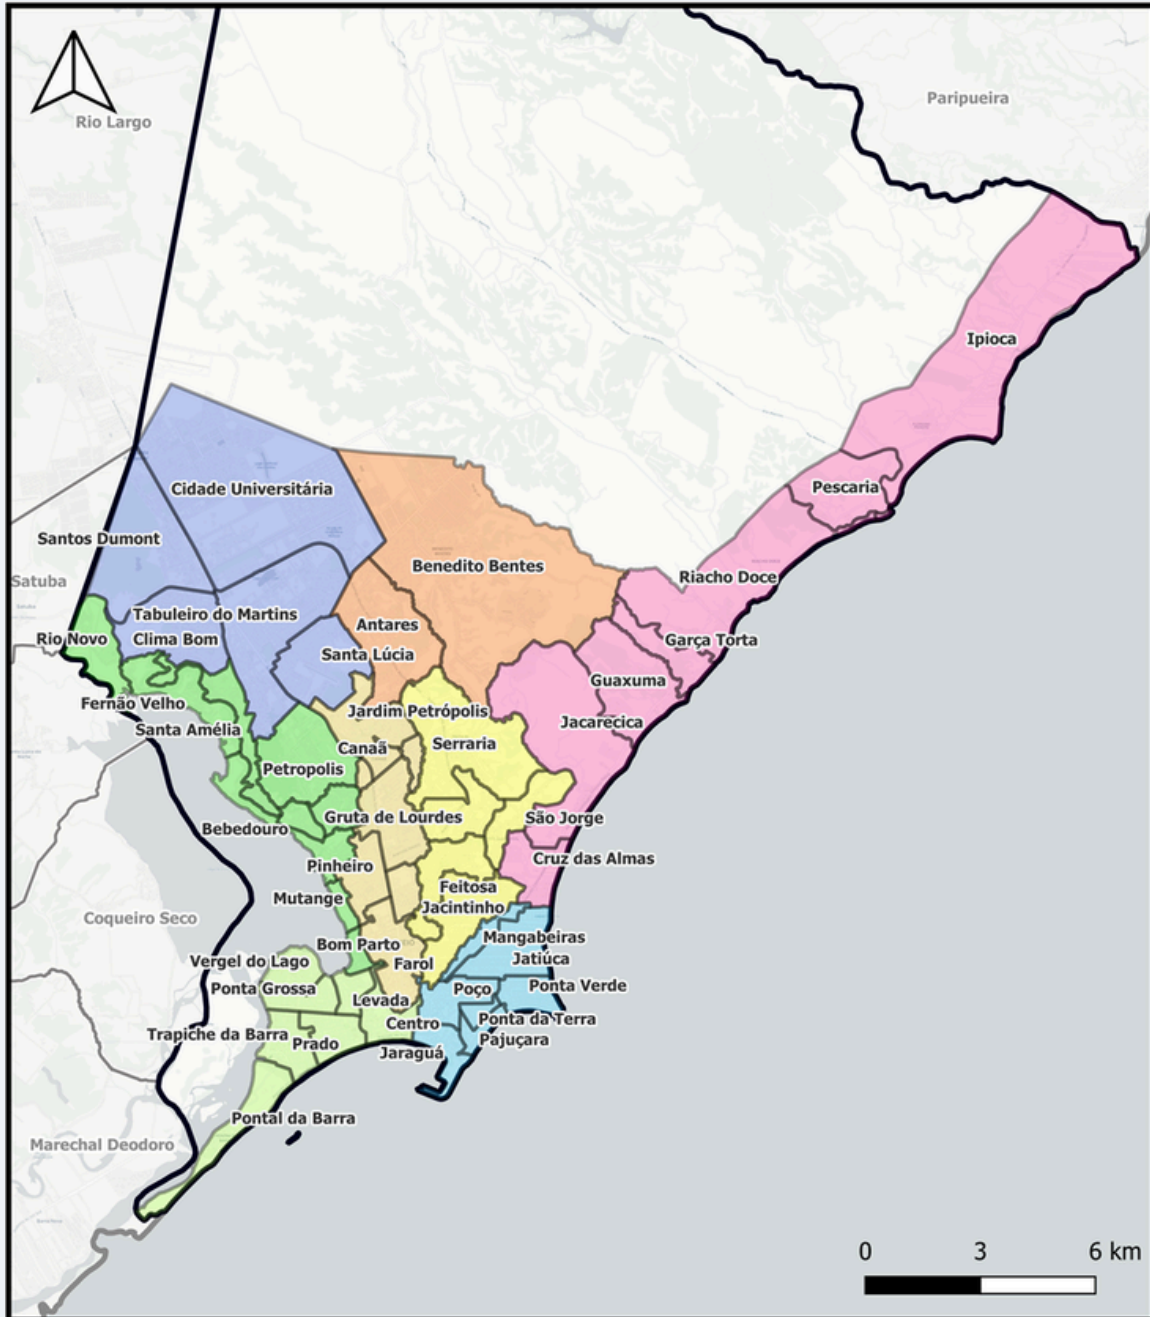 Paripueira
Rio Largo
Ipioca
Pescaria
Cidade Universitária
Santos Dumont
Benedito Bentes
Riacho Doce
Satuba
Tabuleiro do Martins
Antares
Rio Novo
Clima Bom
Garça Torta
Santa Lúcia
Guaxuma
Fernão Velho
Jardim Petrópolis
Jacarecica
Santa Amélia
Canaã
Serraria
Petropolis
Gruta de Lourdes
São Jorge
Bebedouro
Cruz das Almas
Pinheiro
Feitosa
Mutange
Jacintinho
Coqueiro Seco
Mangabeiras
Bom Parto
Jatiúca
Vergel do Lago
Farol
Ponta Grossa
Poço
Ponta Verde
Levada
Ponta da Terra
Centro
Trapiche da Barra
Prado
Pajuçara
Jaraguá
Pontal da Barra
Marechal Deodoro
0 3 6 km